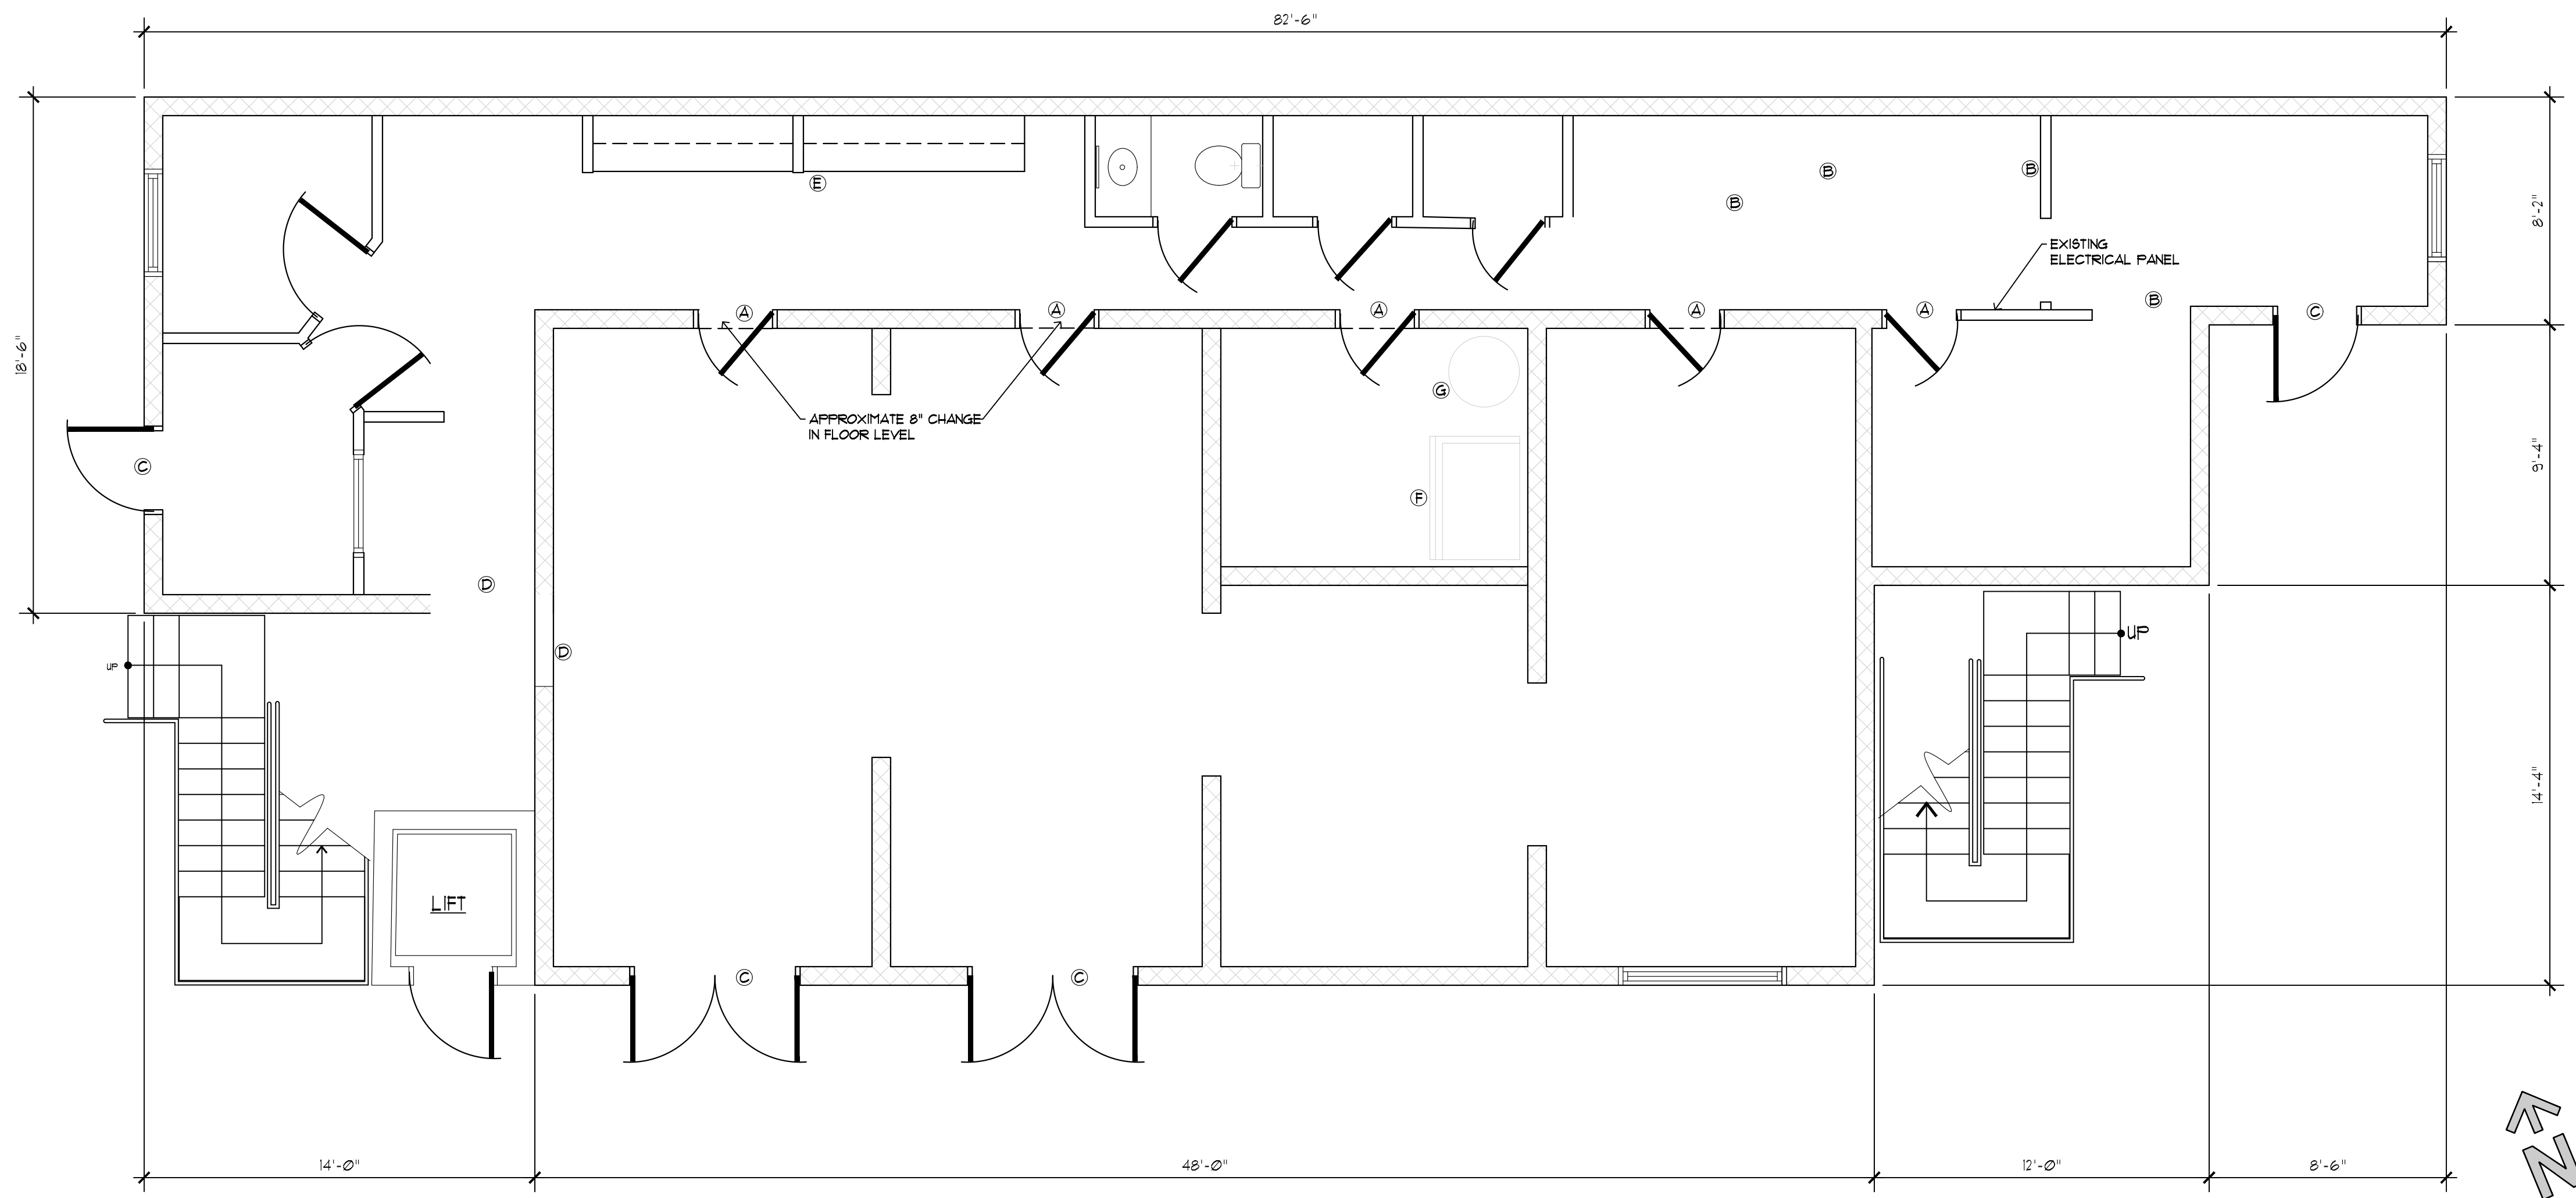 82'-6"
B
B
E
B
8'-2"
EXISTING
ELECTRICAL PANEL
B
A
A
A
A
A
C
18'-6"
G
APPROXIMATE 8" CHANGE
IN FLOOR LEVEL
9'-4"
C
F
D
UP
D
UP
14'-4"
LIFT
C
C
N
14'-0"
48'-0"
12'-0"
8'-6"